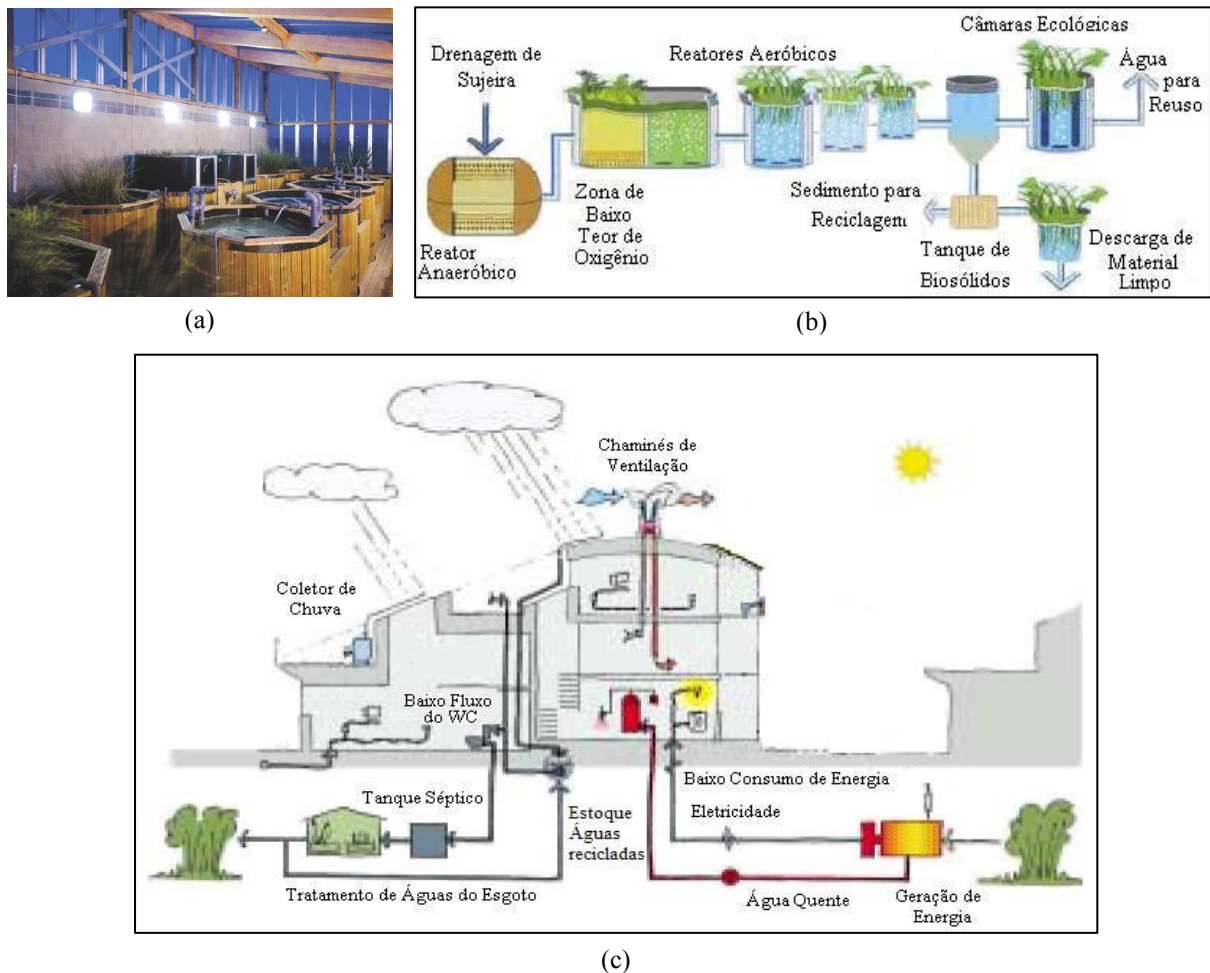 Drenagem de
Sujeira
Reator
Anaeróbico
Zona de
Baixo
Teor de
Oxigênio
Reatores Aeróbicos
Câmaras Ecológicas
Água
para
Reuso
Sedimento para
Reciclagem
Tanque de
Biosólidos
Descarga de
Material
Limpo
(a)
(b)
Chaminés de
Ventilação
Coletor de
Chuva
Baixo Fluxo
do WC
Tanque Séptico
Estoque
Águas
recicladas
Tratamento de Águas do Esgoto
Baixo Consumo de Energia
Eletricidade
Água Quente
Geração de
Energia
(c)